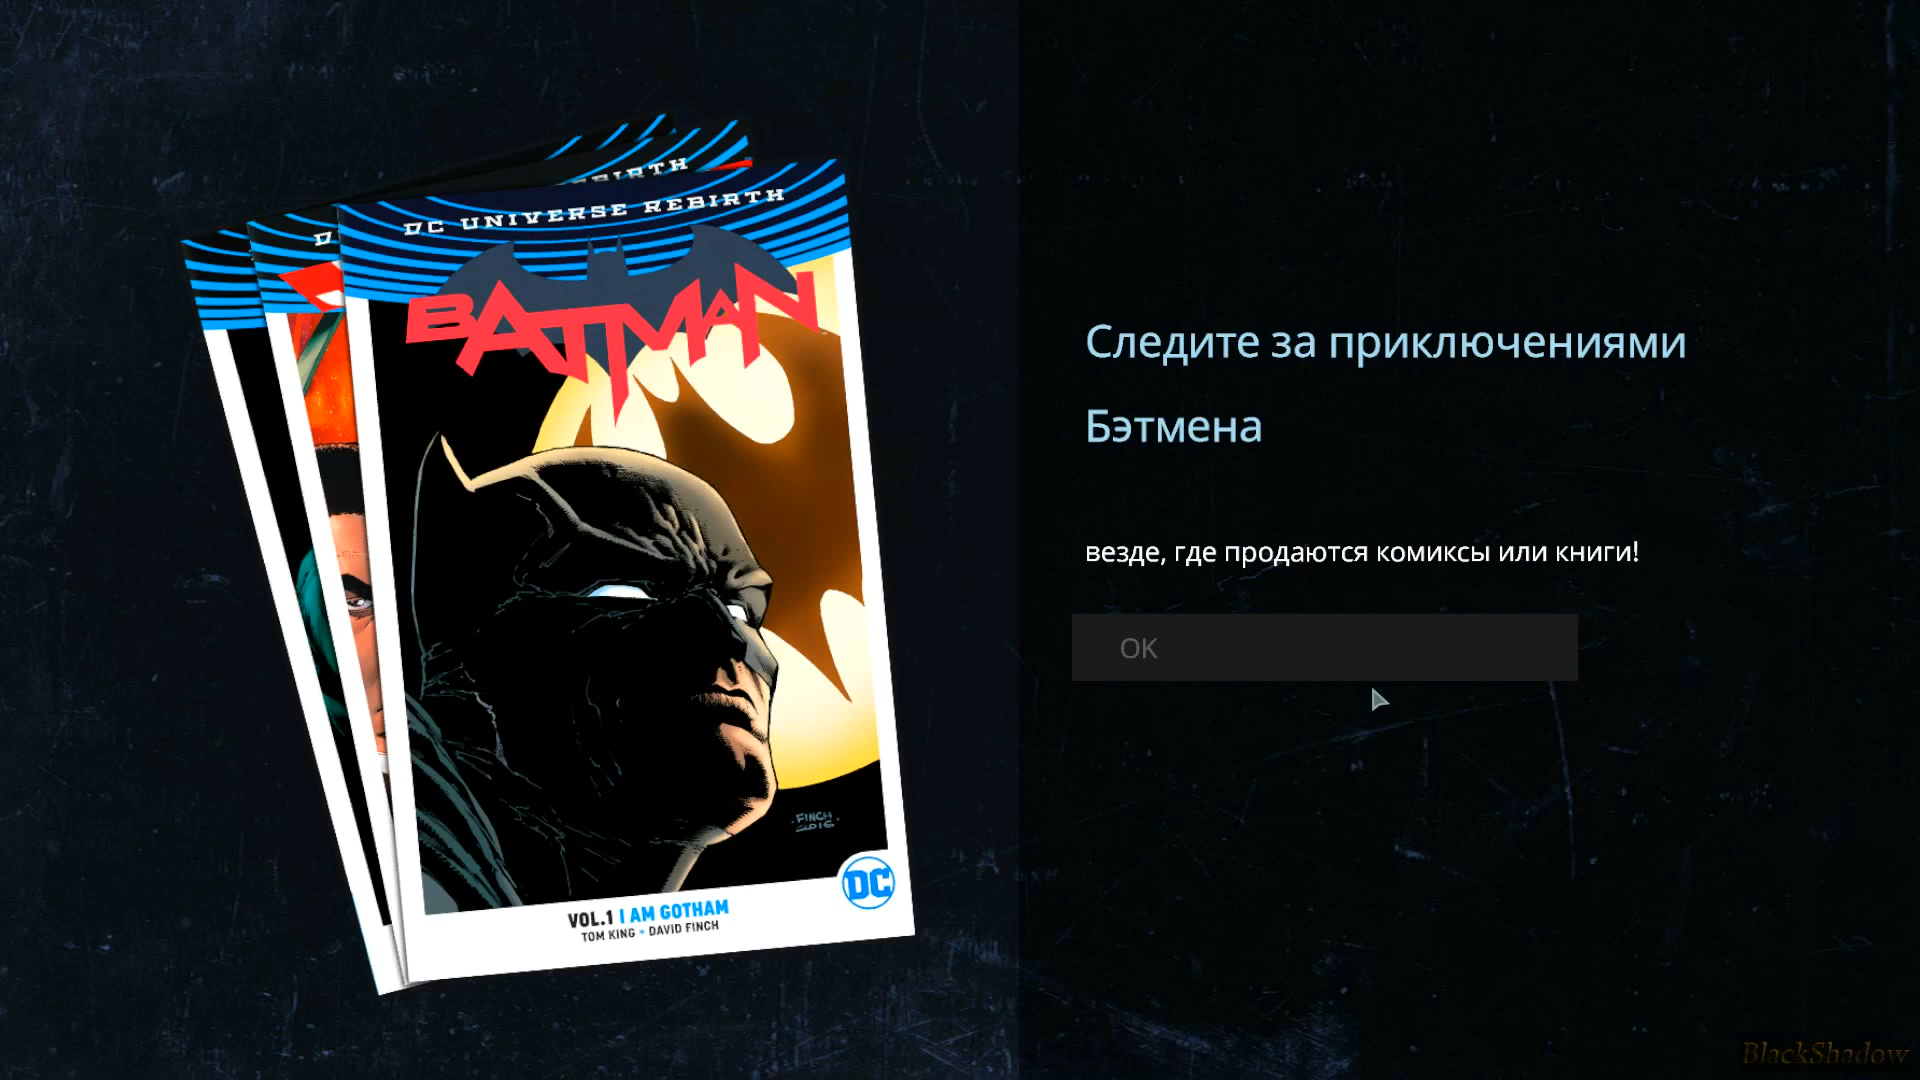 REBIRTH
D
DC UNIVERSE REBIRTH
BATMAN
FINCH
2016
DC
VOL.1 I AM GOTHAM
TOM KING • DAVID FINCH
Следите за приключениями
Бэтмена
везде, где продаются комиксы или книги!
OK
BlackShadow